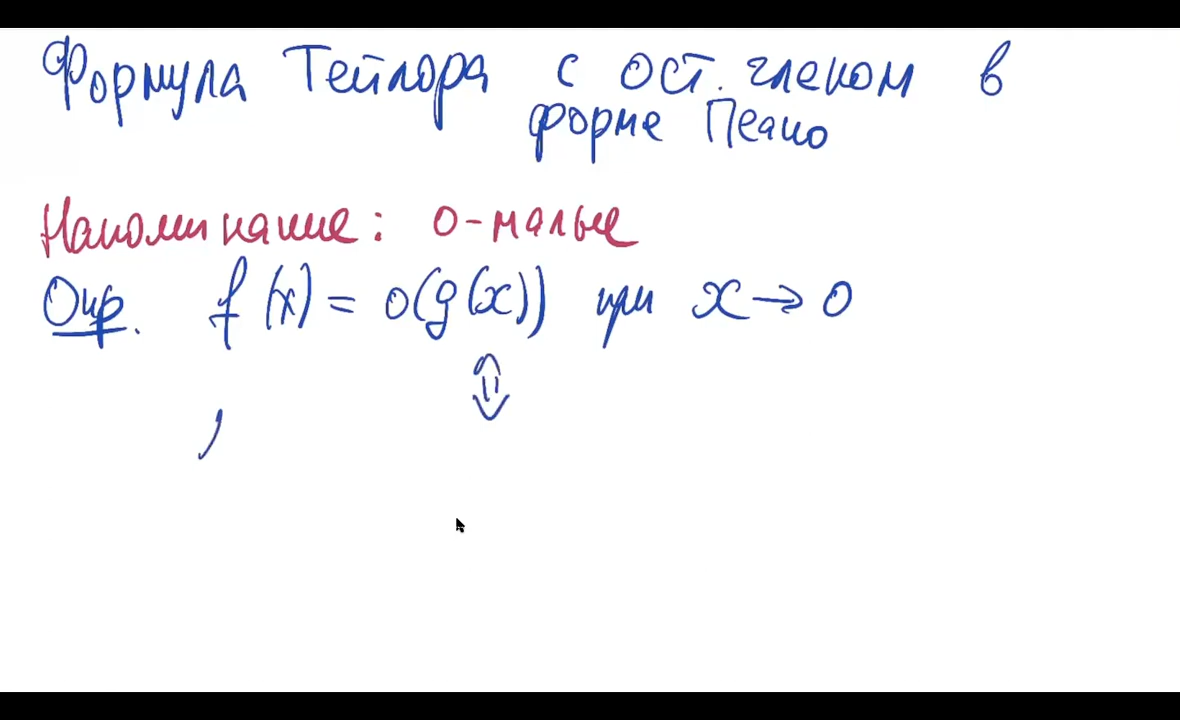 Формула Тейлора с ост. членом в
форме Пеано
Напоминание: о-малые
Опр. f(x) = o(g(x)) при x → 0
⇕